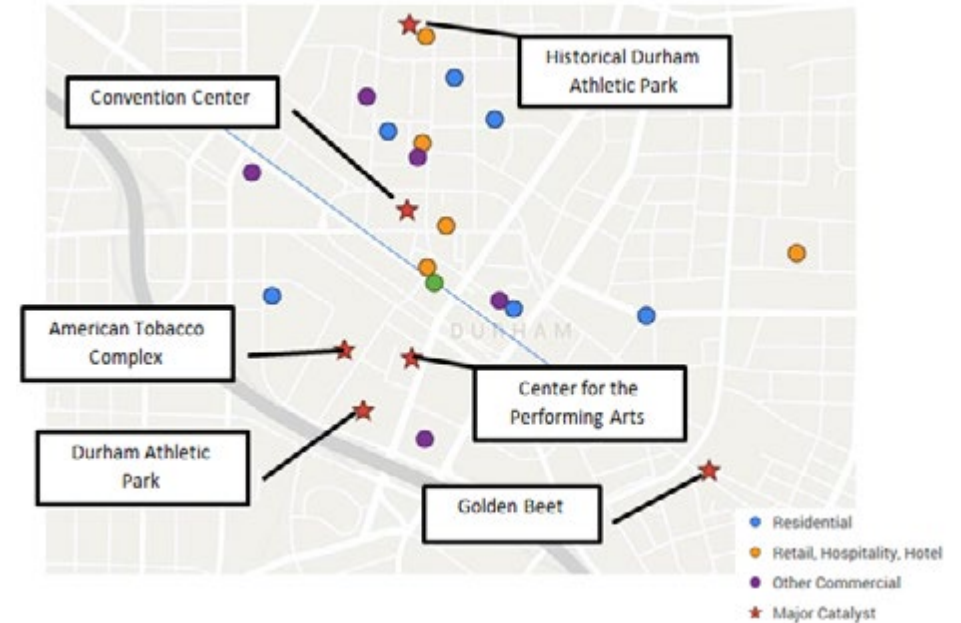 Historical Durham
Athletic Park
Convention Center
DURHAM
American Tobacco
Complex
Center for the
Performing Arts
Durham Athletic
Park
Golden Beet
Residential
Retail, Hospitality, Hotel
Other Commercial
Major Catalyst